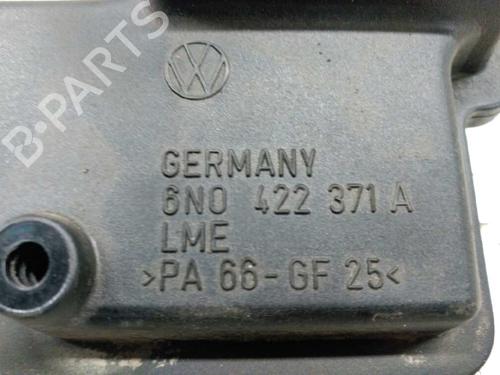 B-PARTS
GERMANY
6N0 422 371 A
LME
>PA 66-GF 25<